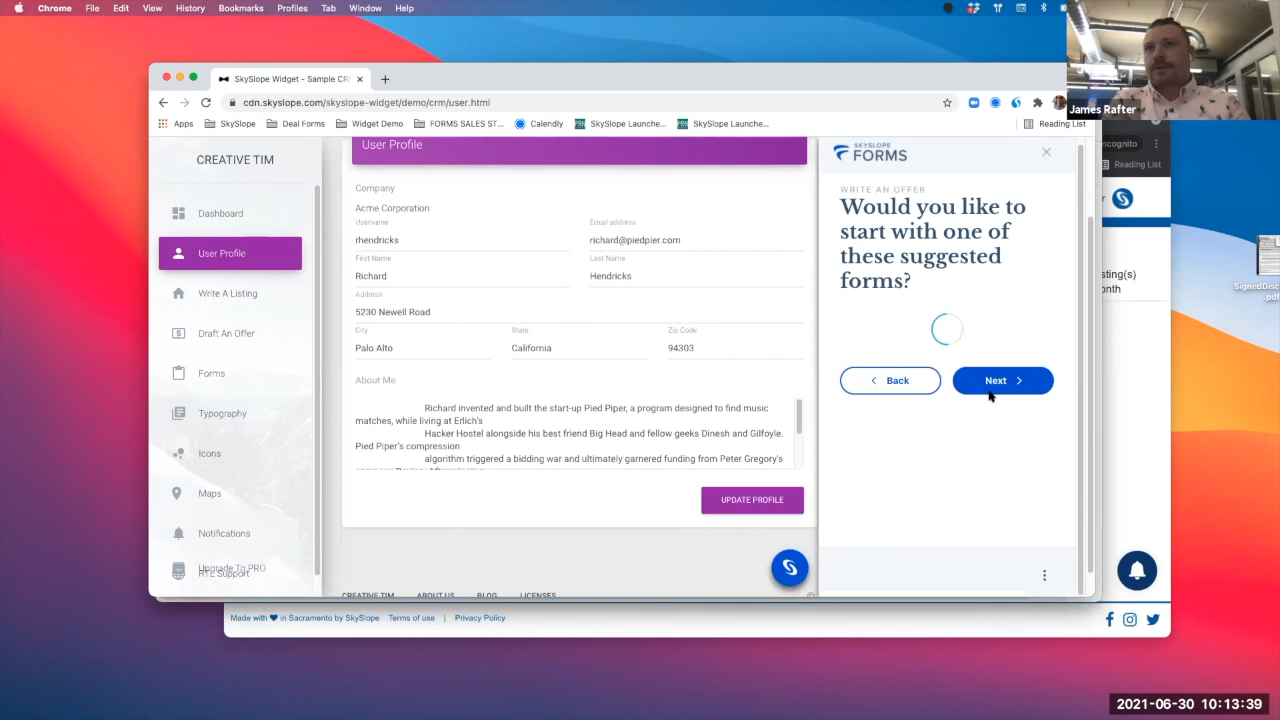 Chrome File Edit View History Bookmarks Profiles Tab Window Help
James Rafter
SkySlope Widget - Sample CR
cdn.skyslope.com/skyslope-widget/demo/crm/user.html
Apps SkySlope Deal Forms FORMS SALES ST... Calendly SkySlope Launche... SkySlope Launche... Reading List
ncognito
Reading List
CREATIVE TIM
Dashboard
User Profile
Write A Listing
Draft An Offer
Forms
Typography
Icons
Maps
Notifications
Upgrade To PRO
RTL Support
User Profile
Company
Acme Corporation
Username
rhendricks
Email address
richard@piedpier.com
First Name
Richard
Last Name
Hendricks
Address
5230 Newell Road
City
Palo Alto
State
California
Zip Code
94303
About Me
Richard invented and built the start-up Pied Piper, a program designed to find music
matches, while living at Erlich's
Hacker Hostel alongside his best friend Big Head and fellow geeks Dinesh and Gilfoyle.
Pied Piper's compression
algorithm triggered a bidding war and ultimately garnered funding from Peter Gregory's
UPDATE PROFILE
CREATIVE TIM ABOUT US BLOG LICENSES
SKYSLOPE
FORMS
WRITE AN OFFER
Would you like to
start with one of
these suggested
forms?
Back
Next
sting(s)
onth
SignedDisc
.pdf
Made with in Sacramento by SkySlope Terms of use | Privacy Policy
2021-06-30 10:13:39